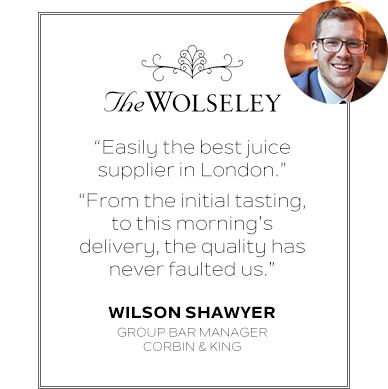 The WOLSELEY
“Easily the best juice
supplier in London.”
“From the initial tasting,
to this morning’s
delivery, the quality has
never faulted us.”
WILSON SHAWYER
GROUP BAR MANAGER
CORBIN & KING